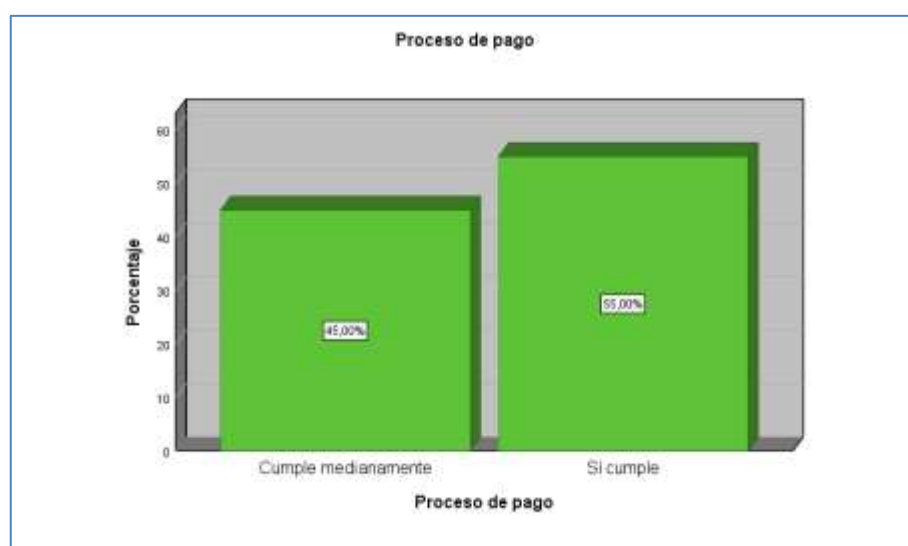 Proceso de pago
Porcentaje
60
50
40
30
20
10
0
45,00%
55,00%
Cumple medianamente
Si cumple
Proceso de pago